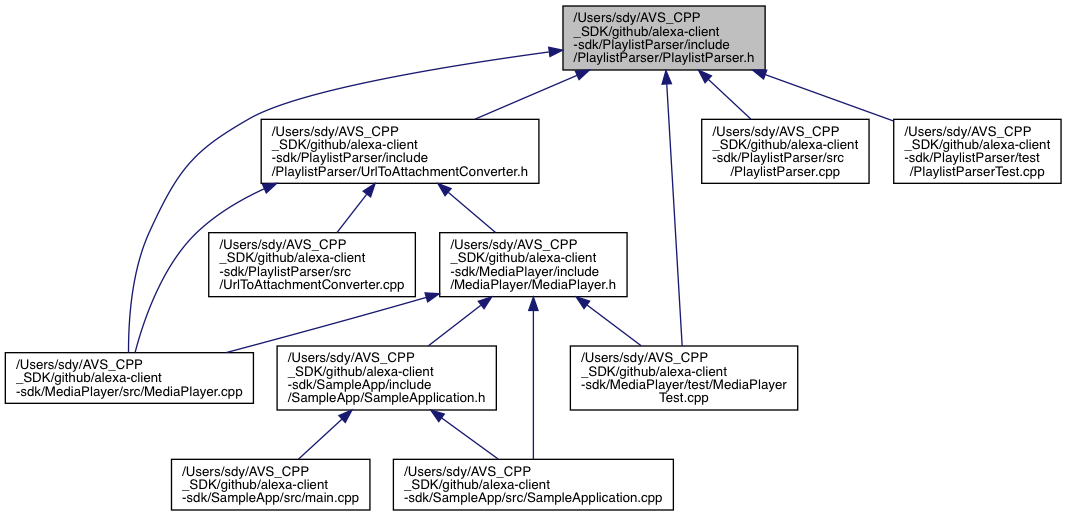 /Users/sdy/AVS_CPP
_SDK/github/alexa-client
-sdk/PlaylistParser/include
/PlaylistParser/PlaylistParser.h
/Users/sdy/AVS_CPP
_SDK/github/alexa-client
-sdk/PlaylistParser/include
/PlaylistParser/UrlToAttachmentConverter.h
/Users/sdy/AVS_CPP
_SDK/github/alexa-client
-sdk/PlaylistParser/src
/PlaylistParser.cpp
/Users/sdy/AVS_CPP
_SDK/github/alexa-client
-sdk/PlaylistParser/test
/PlaylistParserTest.cpp
/Users/sdy/AVS_CPP
_SDK/github/alexa-client
-sdk/PlaylistParser/src
/UrlToAttachmentConverter.cpp
/Users/sdy/AVS_CPP
_SDK/github/alexa-client
-sdk/MediaPlayer/include
/MediaPlayer/MediaPlayer.h
/Users/sdy/AVS_CPP
_SDK/github/alexa-client
-sdk/MediaPlayer/src/MediaPlayer.cpp
/Users/sdy/AVS_CPP
_SDK/github/alexa-client
-sdk/SampleApp/include
/SampleApp/SampleApplication.h
/Users/sdy/AVS_CPP
_SDK/github/alexa-client
-sdk/MediaPlayer/test/MediaPlayer
Test.cpp
/Users/sdy/AVS_CPP
_SDK/github/alexa-client
-sdk/SampleApp/src/main.cpp
/Users/sdy/AVS_CPP
_SDK/github/alexa-client
-sdk/SampleApp/src/SampleApplication.cpp